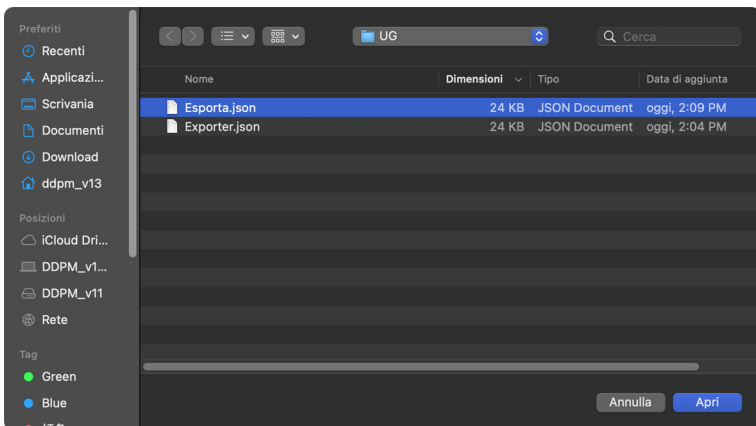 Preferiti
Recenti
Applicazi...
Scrivania
Documenti
Download
ddpm_v13
Posizioni
iCloud Dri...
DDPM_v1...
DDPM_v11
Rete
Tag
Green
Blue
UG
Cerca
Nome Dimensioni Tipo Data di aggiunta
Esporta.json 24 KB JSON Document oggi, 2:09 PM
Exporter.json 24 KB JSON Document oggi, 2:04 PM
Annulla Apri